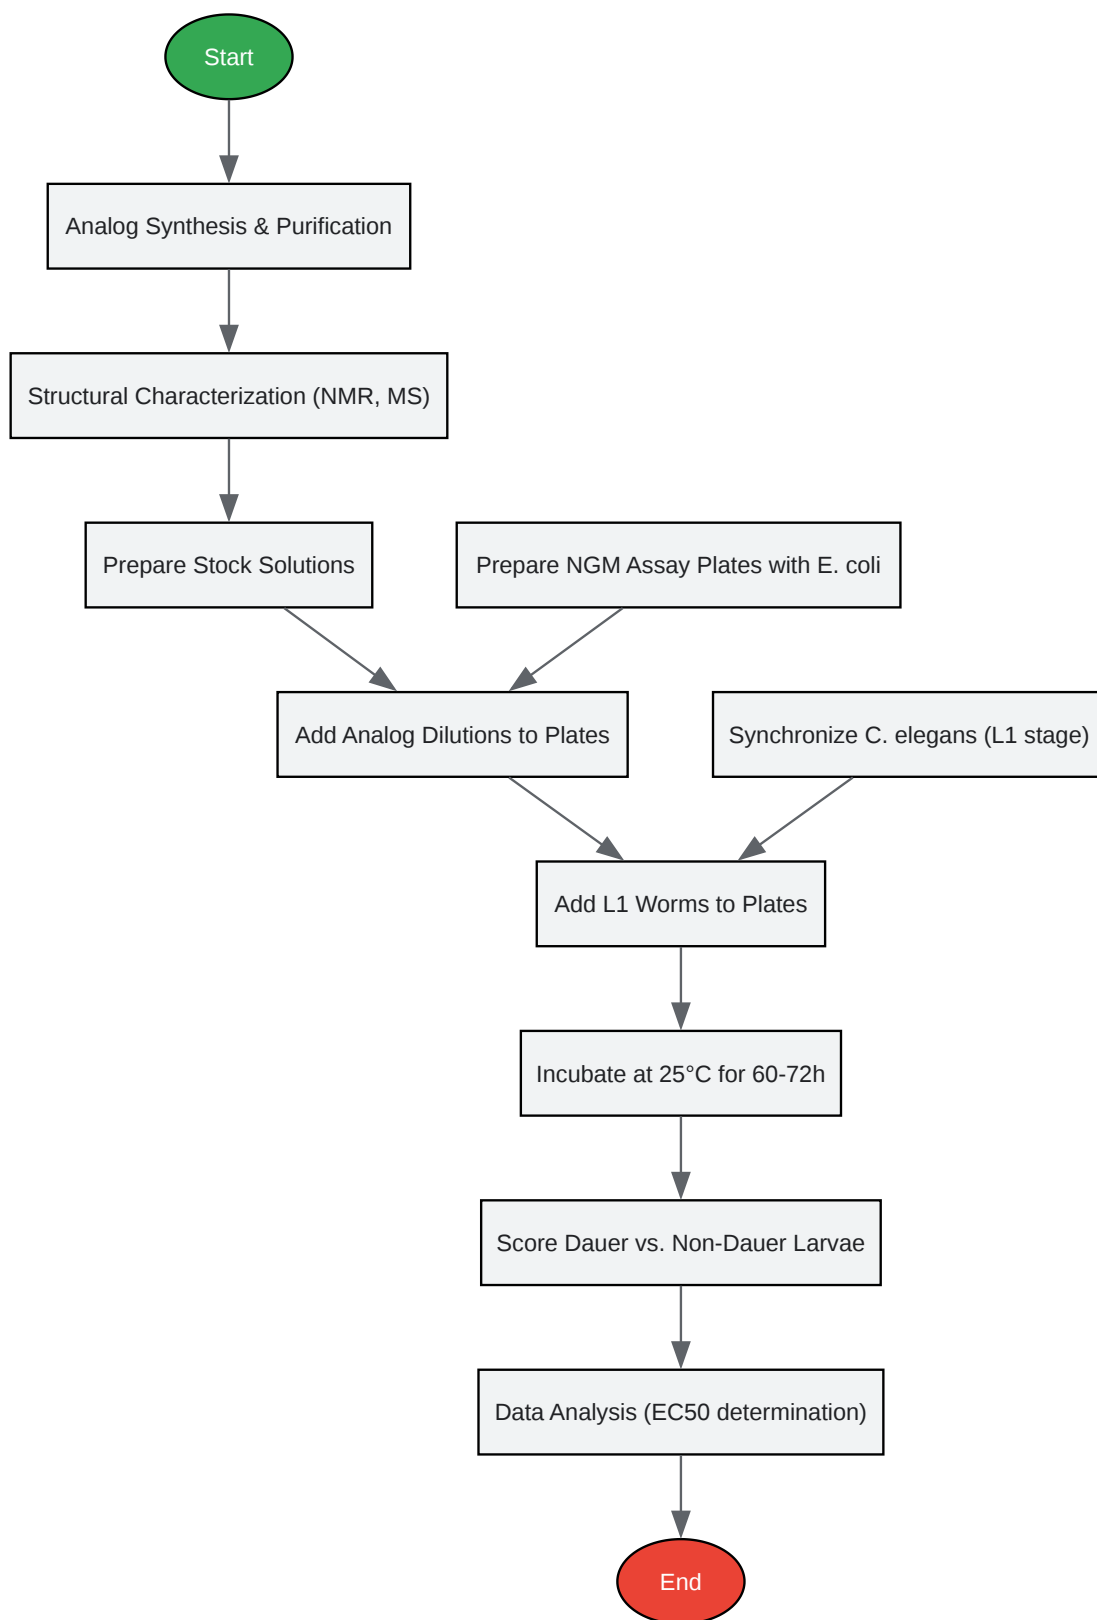 Start
Analog Synthesis & Purification
Structural Characterization (NMR, MS)
Prepare Stock Solutions
Prepare NGM Assay Plates with E. coli
Add Analog Dilutions to Plates
Synchronize C. elegans (L1 stage)
Add L1 Worms to Plates
Incubate at 25°C for 60-72h
Score Dauer vs. Non-Dauer Larvae
Data Analysis (EC50 determination)
End